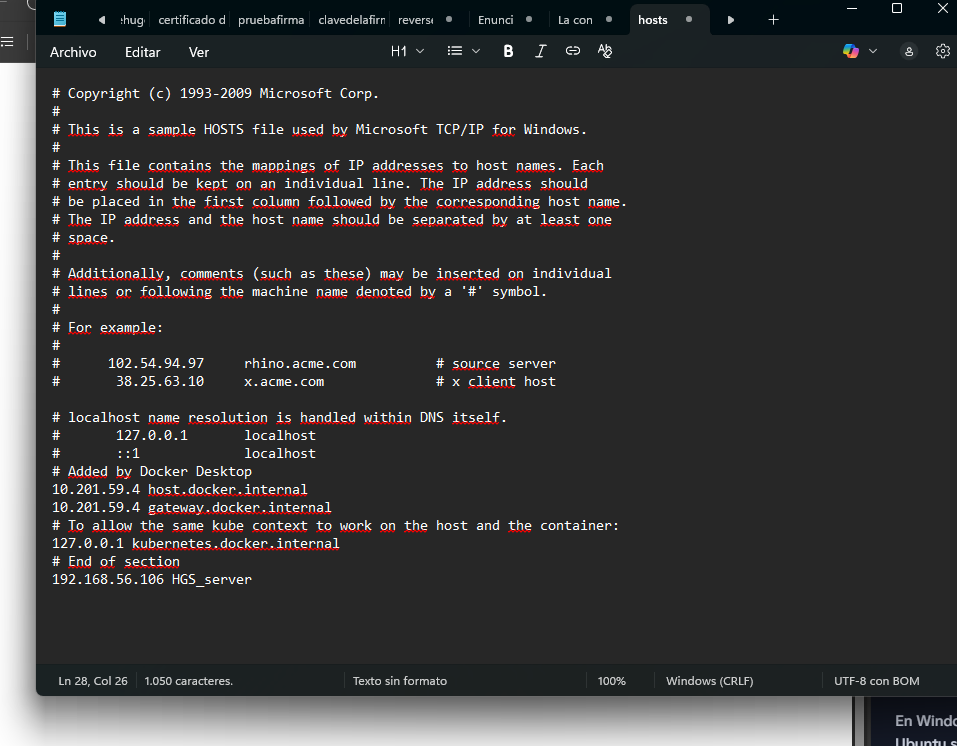 :hug
certificado d
pruebafirma
clavedelafirn
reverse
Enunci
La con
hosts
Archivo
Editar
Ver
H1
B
I
# Copyright (c) 1993-2009 Microsoft Corp.
#
# This is a sample HOSTS file used by Microsoft TCP/IP for Windows.
#
# This file contains the mappings of IP addresses to host names. Each
# entry should be kept on an individual line. The IP address should
# be placed in the first column followed by the corresponding host name.
# The IP address and the host name should be separated by at least one
# space.
#
# Additionally, comments (such as these) may be inserted on individual
# lines or following the machine name denoted by a '#' symbol.
#
# For example:
#
#      102.54.94.97     rhino.acme.com          # source server
#       38.25.63.10     x.acme.com              # x client host

# localhost name resolution is handled within DNS itself.
#       127.0.0.1       localhost
#       ::1             localhost
# Added by Docker Desktop
10.201.59.4 host.docker.internal
10.201.59.4 gateway.docker.internal
# To allow the same kube context to work on the host and the container:
127.0.0.1 kubernetes.docker.internal
# End of section
192.168.56.106 HGS_server
Ln 28, Col 26
1.050 caracteres.
Texto sin formato
100%
Windows (CRLF)
UTF-8 con BOM
En Windo
Ubuntu s